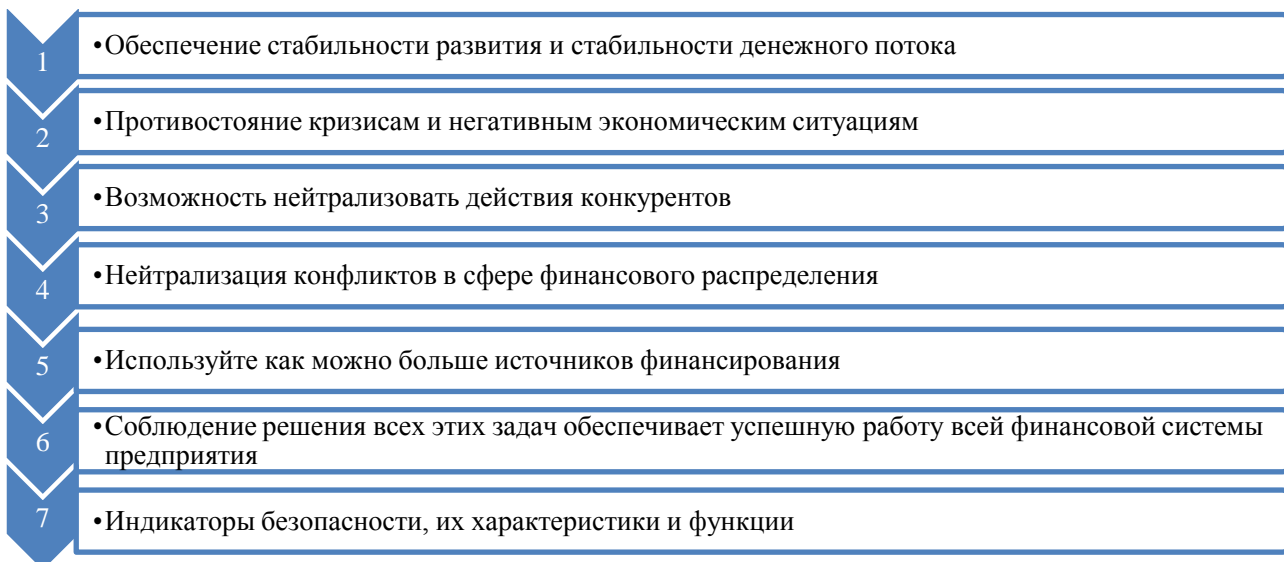 1
•Обеспечение стабильности развития и стабильности денежного потока
2
•Противостояние кризисам и негативным экономическим ситуациям
3
•Возможность нейтрализовать действия конкурентов
4
•Нейтрализация конфликтов в сфере финансового распределения
5
•Используйте как можно больше источников финансирования
6
•Соблюдение решения всех этих задач обеспечивает успешную работу всей финансовой системы
предприятия
7
•Индикаторы безопасности, их характеристики и функции